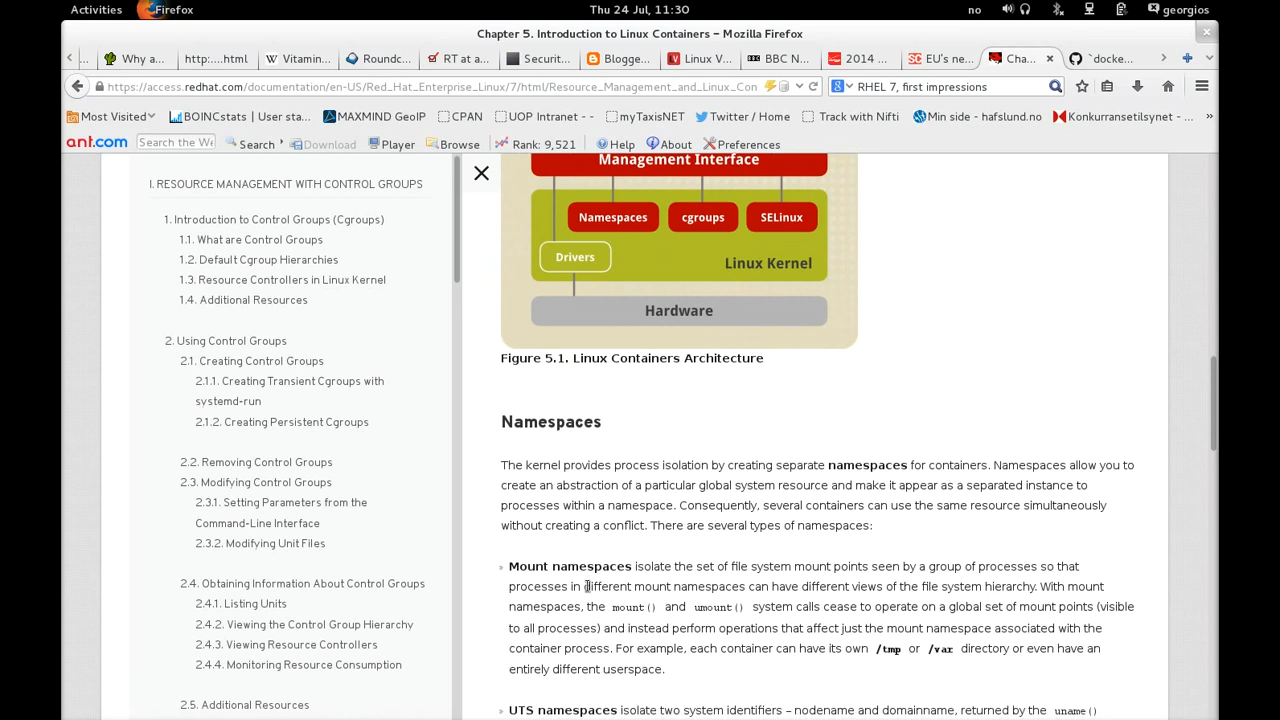 Activities Firefox Thu 24 Jul, 11:30 no georgios
Chapter 5. Introduction to Linux Containers – Mozilla Firefox
... Why a... http:....html Vitamin... Roundc... RT at a... Securit... Blogge... Linux V... BBC N... 2014 ... EU's ne... Cha... `docke...
https://access.redhat.com/documentation/en-US/Red_Hat_Enterprise_Linux/7/html/Resource_Management_and_Linux_Con RHEL 7, first impressions
Most Visited BOINCstats | User sta... MAXMIND GeoIP CPAN UOP Intranet - - myTaxisNET Twitter / Home Track with Nifti Min side - hafslund.no Konkurransetilsynet - ...
ant.com Search the We Search Download Player Browse Rank: 9,521 Help About Preferences
I. RESOURCE MANAGEMENT WITH CONTROL GROUPS
1. Introduction to Control Groups (Cgroups)
1.1. What are Control Groups
1.2. Default Cgroup Hierarchies
1.3. Resource Controllers in Linux Kernel
1.4. Additional Resources
2. Using Control Groups
2.1. Creating Control Groups
2.1.1. Creating Transient Cgroups with
systemd-run
2.1.2. Creating Persistent Cgroups
2.2. Removing Control Groups
2.3. Modifying Control Groups
2.3.1. Setting Parameters from the
Command-Line Interface
2.3.2. Modifying Unit Files
2.4. Obtaining Information About Control Groups
2.4.1. Listing Units
2.4.2. Viewing the Control Group Hierarchy
2.4.3. Viewing Resource Controllers
2.4.4. Monitoring Resource Consumption
2.5. Additional Resources
Management Interface
Namespaces cgroups SELinux
Drivers
Linux Kernel
Hardware
Figure 5.1. Linux Containers Architecture
Namespaces
The kernel provides process isolation by creating separate namespaces for containers. Namespaces allow you to
create an abstraction of a particular global system resource and make it appear as a separated instance to
processes within a namespace. Consequently, several containers can use the same resource simultaneously
without creating a conflict. There are several types of namespaces:
» Mount namespaces isolate the set of file system mount points seen by a group of processes so that
processes in different mount namespaces can have different views of the file system hierarchy. With mount
namespaces, the mount() and umount() system calls cease to operate on a global set of mount points (visible
to all processes) and instead perform operations that affect just the mount namespace associated with the
container process. For example, each container can have its own /tmp or /var directory or even have an
entirely different userspace.
» UTS namespaces isolate two system identifiers – nodename and domainname, returned by the uname()